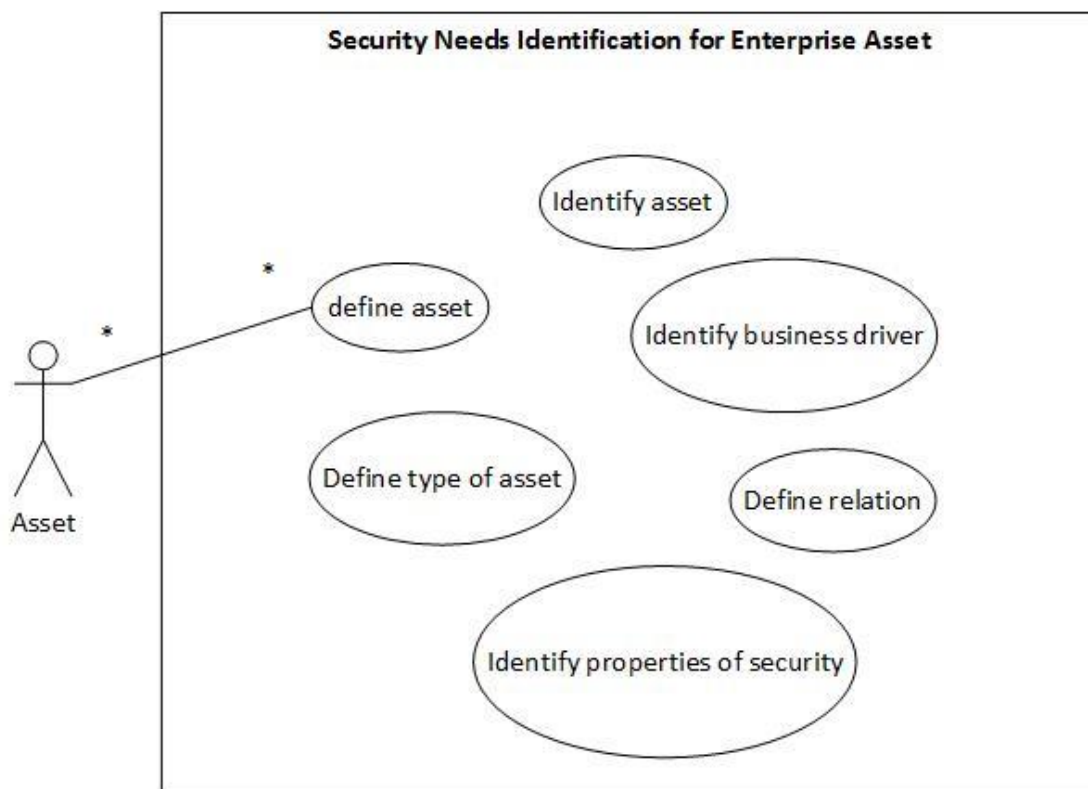 Security Needs Identification for Enterprise Asset
Identify asset
*
define asset
*
Identify business driver
Define type of asset
Define relation
Asset
Identify properties of security